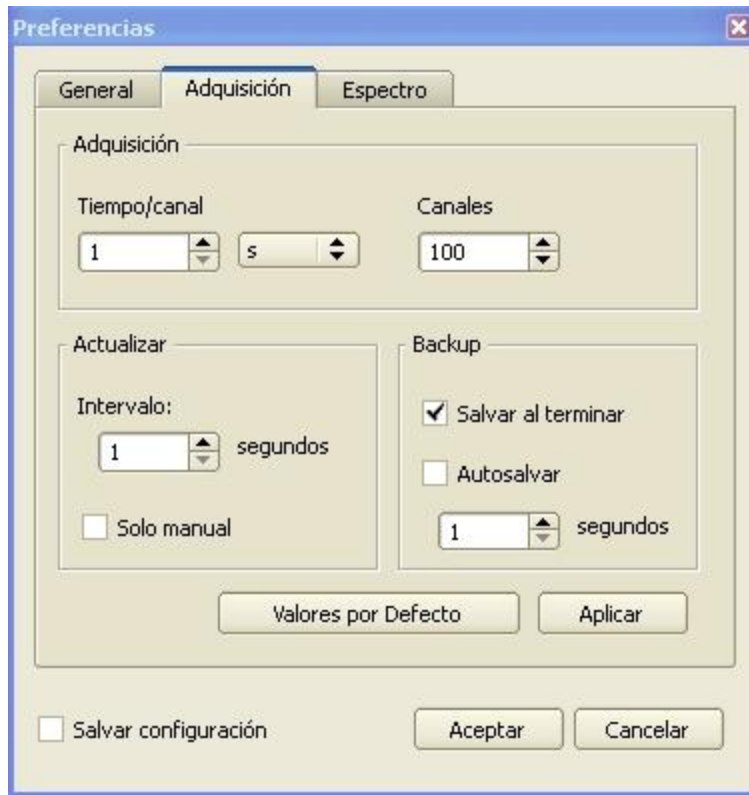 Preferencias
General Adquisición Espectro
Adquisición
Tiempo/canal Canales
1 s 100
Actualizar Backup
Intervalo: Salvar al terminar
1 segundos Autosalvar
Solo manual 1 segundos
Valores por Defecto Aplicar
Salvar configuración Aceptar Cancelar